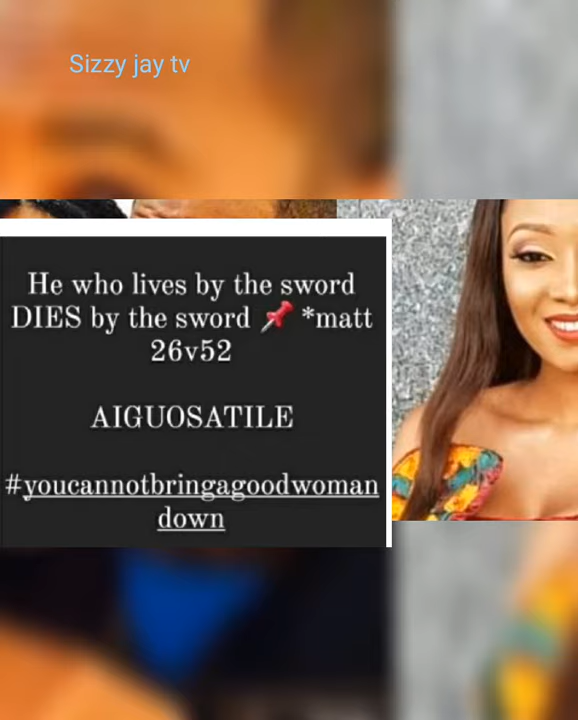 Sizzy jay tv
He who lives by the sword
DIES by the sword 📌 *matt
26v52
AIGUOSATILE
#youcannotbringagoodwoman
down